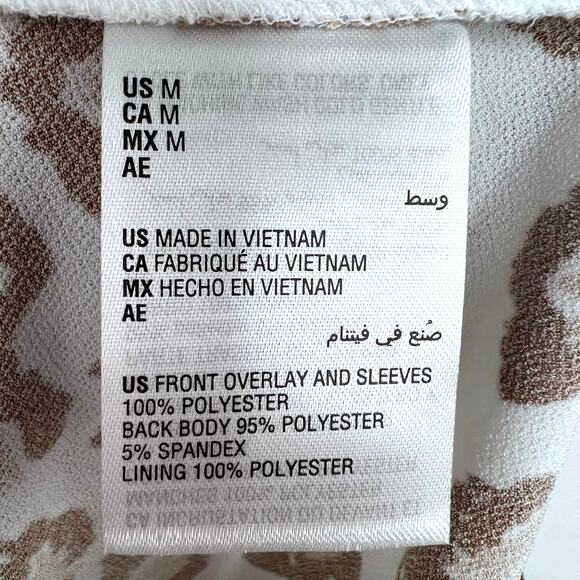 US M
CA M
MX M
AE
وسط
US MADE IN VIETNAM
CA FABRIQUÉ AU VIETNAM
MX HECHO EN VIETNAM
AE
صُنع في فيتنام
US FRONT OVERLAY AND SLEEVES
100% POLYESTER
BACK BODY 95% POLYESTER
5% SPANDEX
LINING 100% POLYESTER